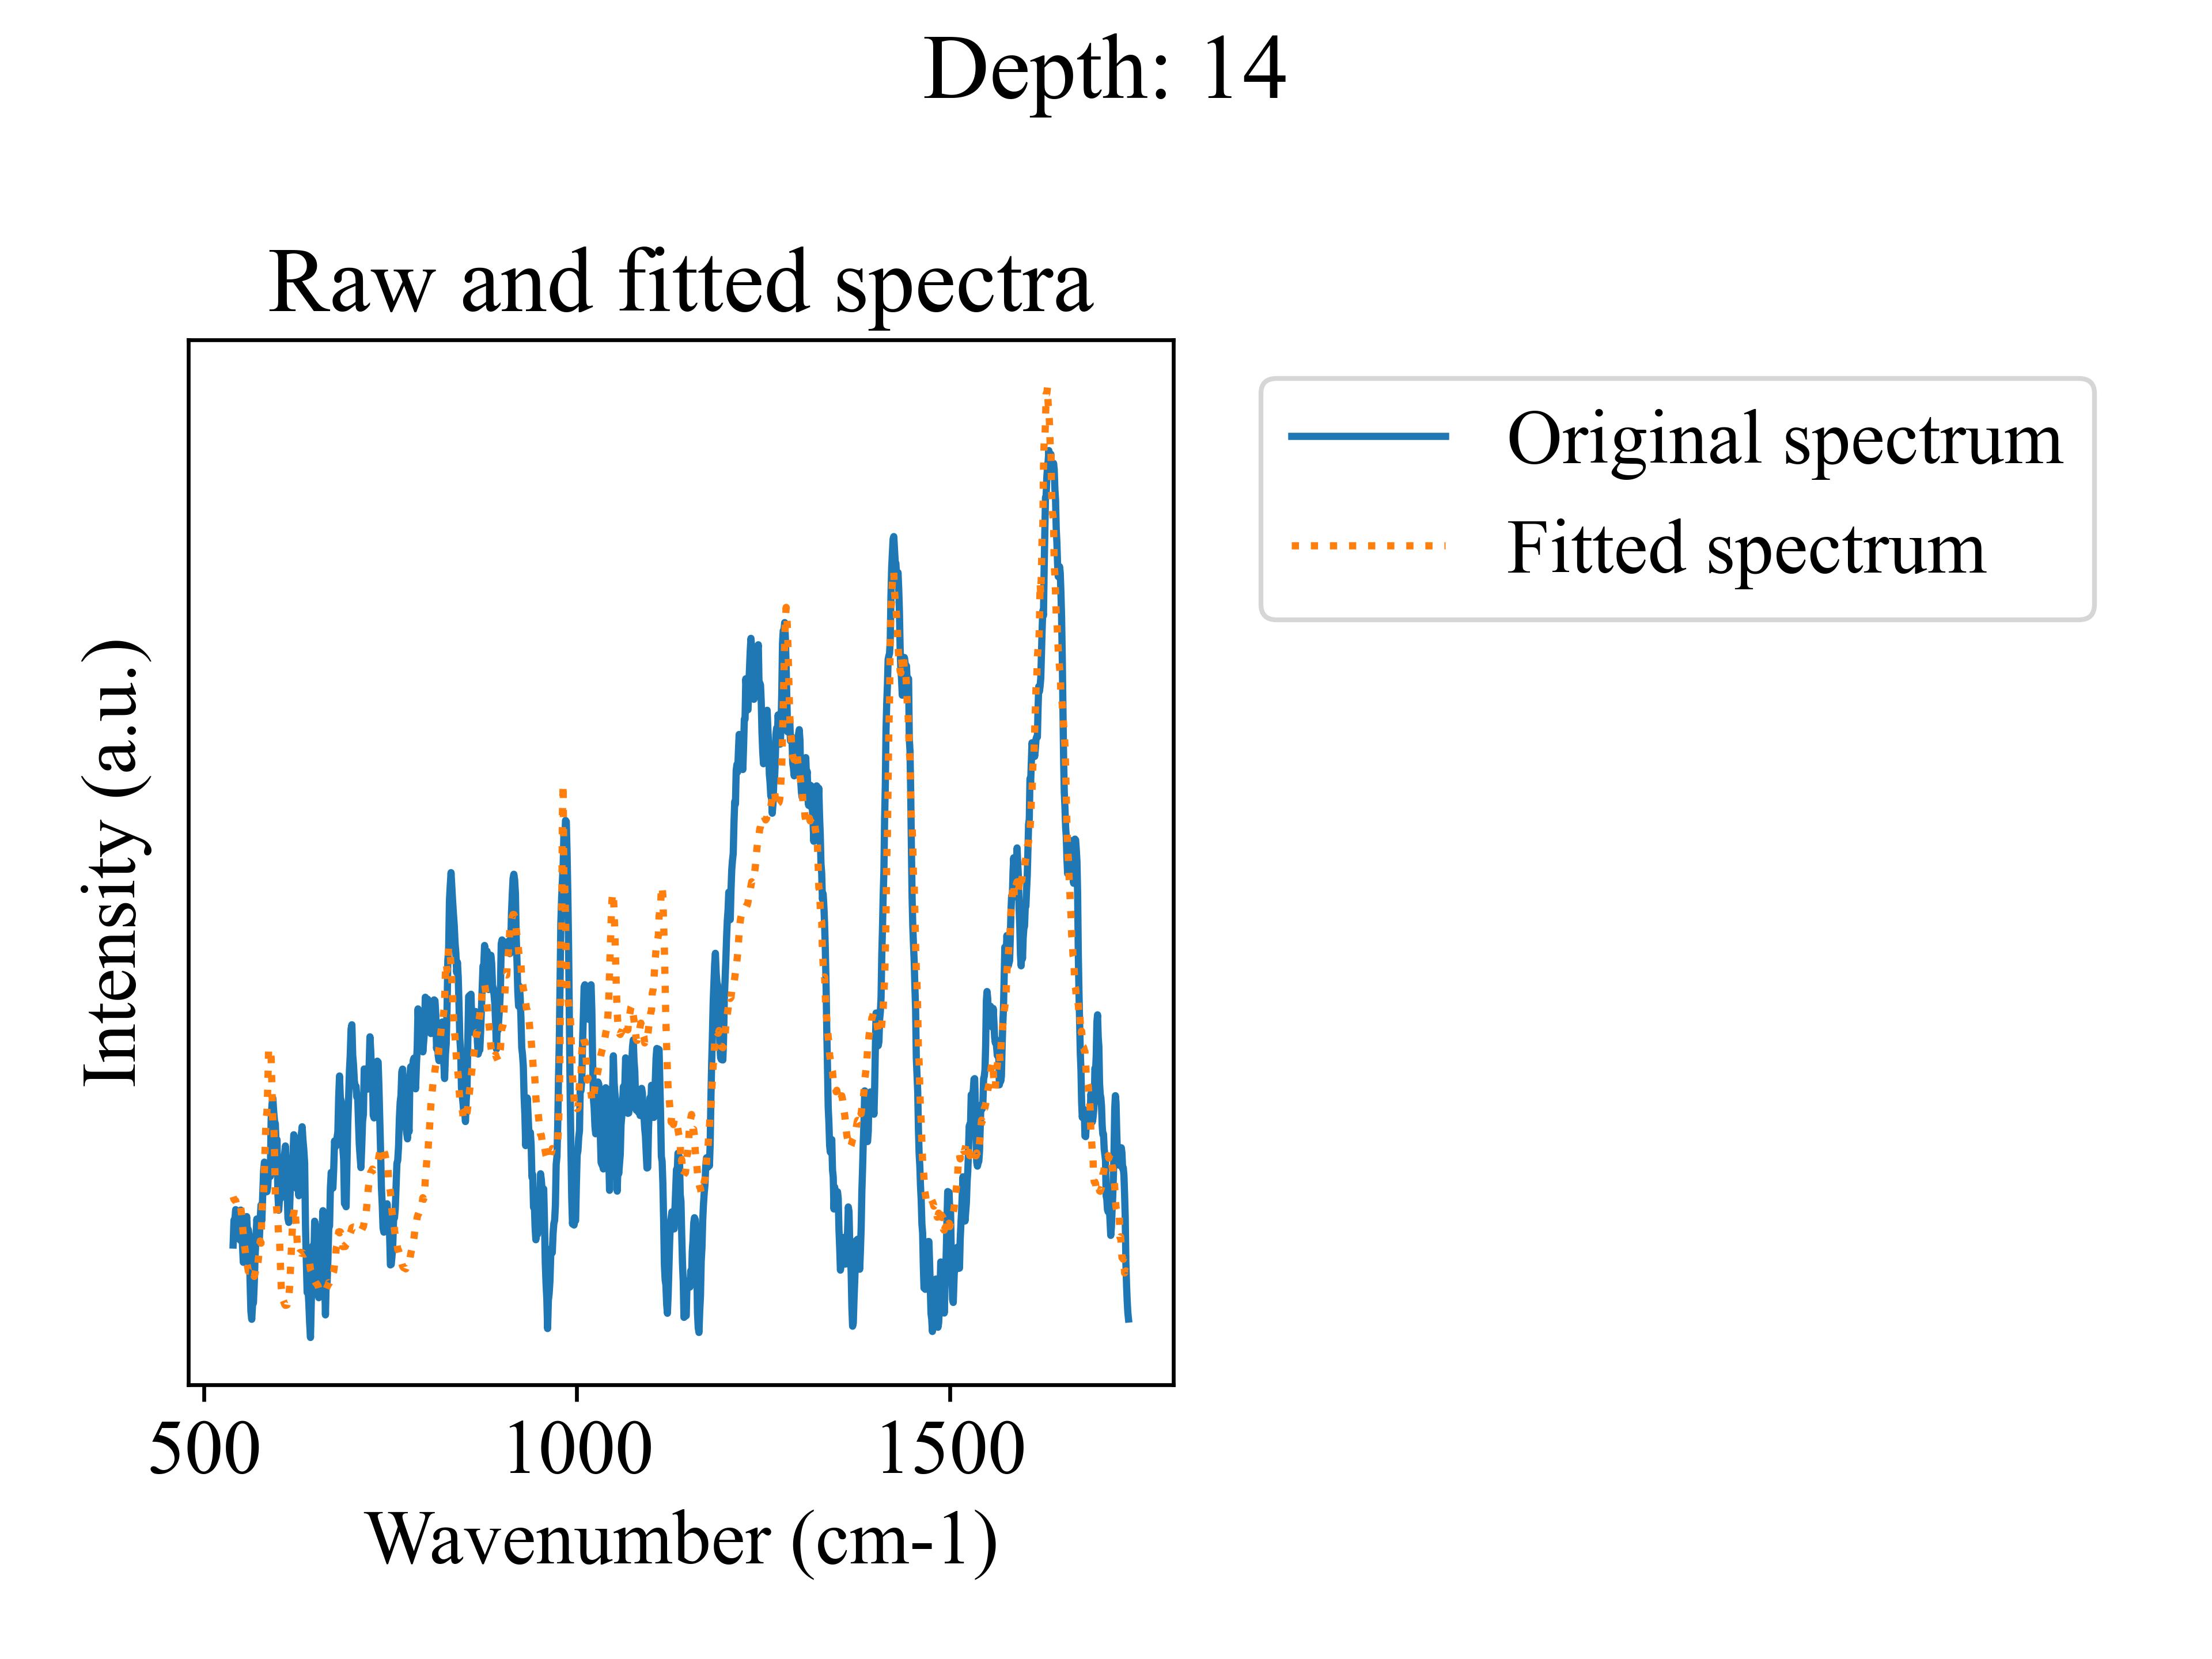 Depth: 14
Raw and fitted spectra
Original spectrum
Fitted spectrum
Intensity (a.u.)
500 1000 1500
Wavenumber (cm-1)